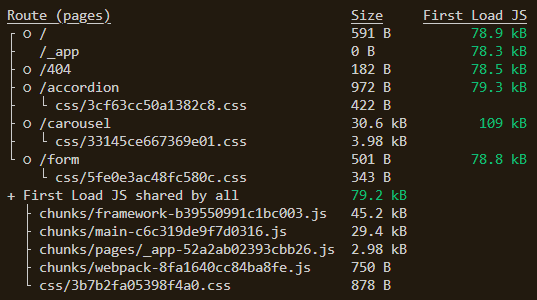 Route (pages) Size First Load JS
┌ ○ / 591 B 78.9 kB
├   /_app 0 B 78.3 kB
├ ○ /404 182 B 78.5 kB
├ ○ /accordion 972 B 79.3 kB
├   └ css/3cf63cc50a1382c8.css 422 B
├ ○ /carousel 30.6 kB 109 kB
├   └ css/33145ce667369e01.css 3.98 kB
└ ○ /form 501 B 78.8 kB
    └ css/5fe0e3ac48fc580c.css 343 B
+ First Load JS shared by all 79.2 kB
  ├ chunks/framework-b39550991c1bc003.js 45.2 kB
  ├ chunks/main-c6c319de9f7d0316.js 29.4 kB
  ├ chunks/pages/_app-52a2ab02393cbb26.js 2.98 kB
  ├ chunks/webpack-8fa1640cc84ba8fe.js 750 B
  └ css/3b7b2fa05398f4a0.css 878 B